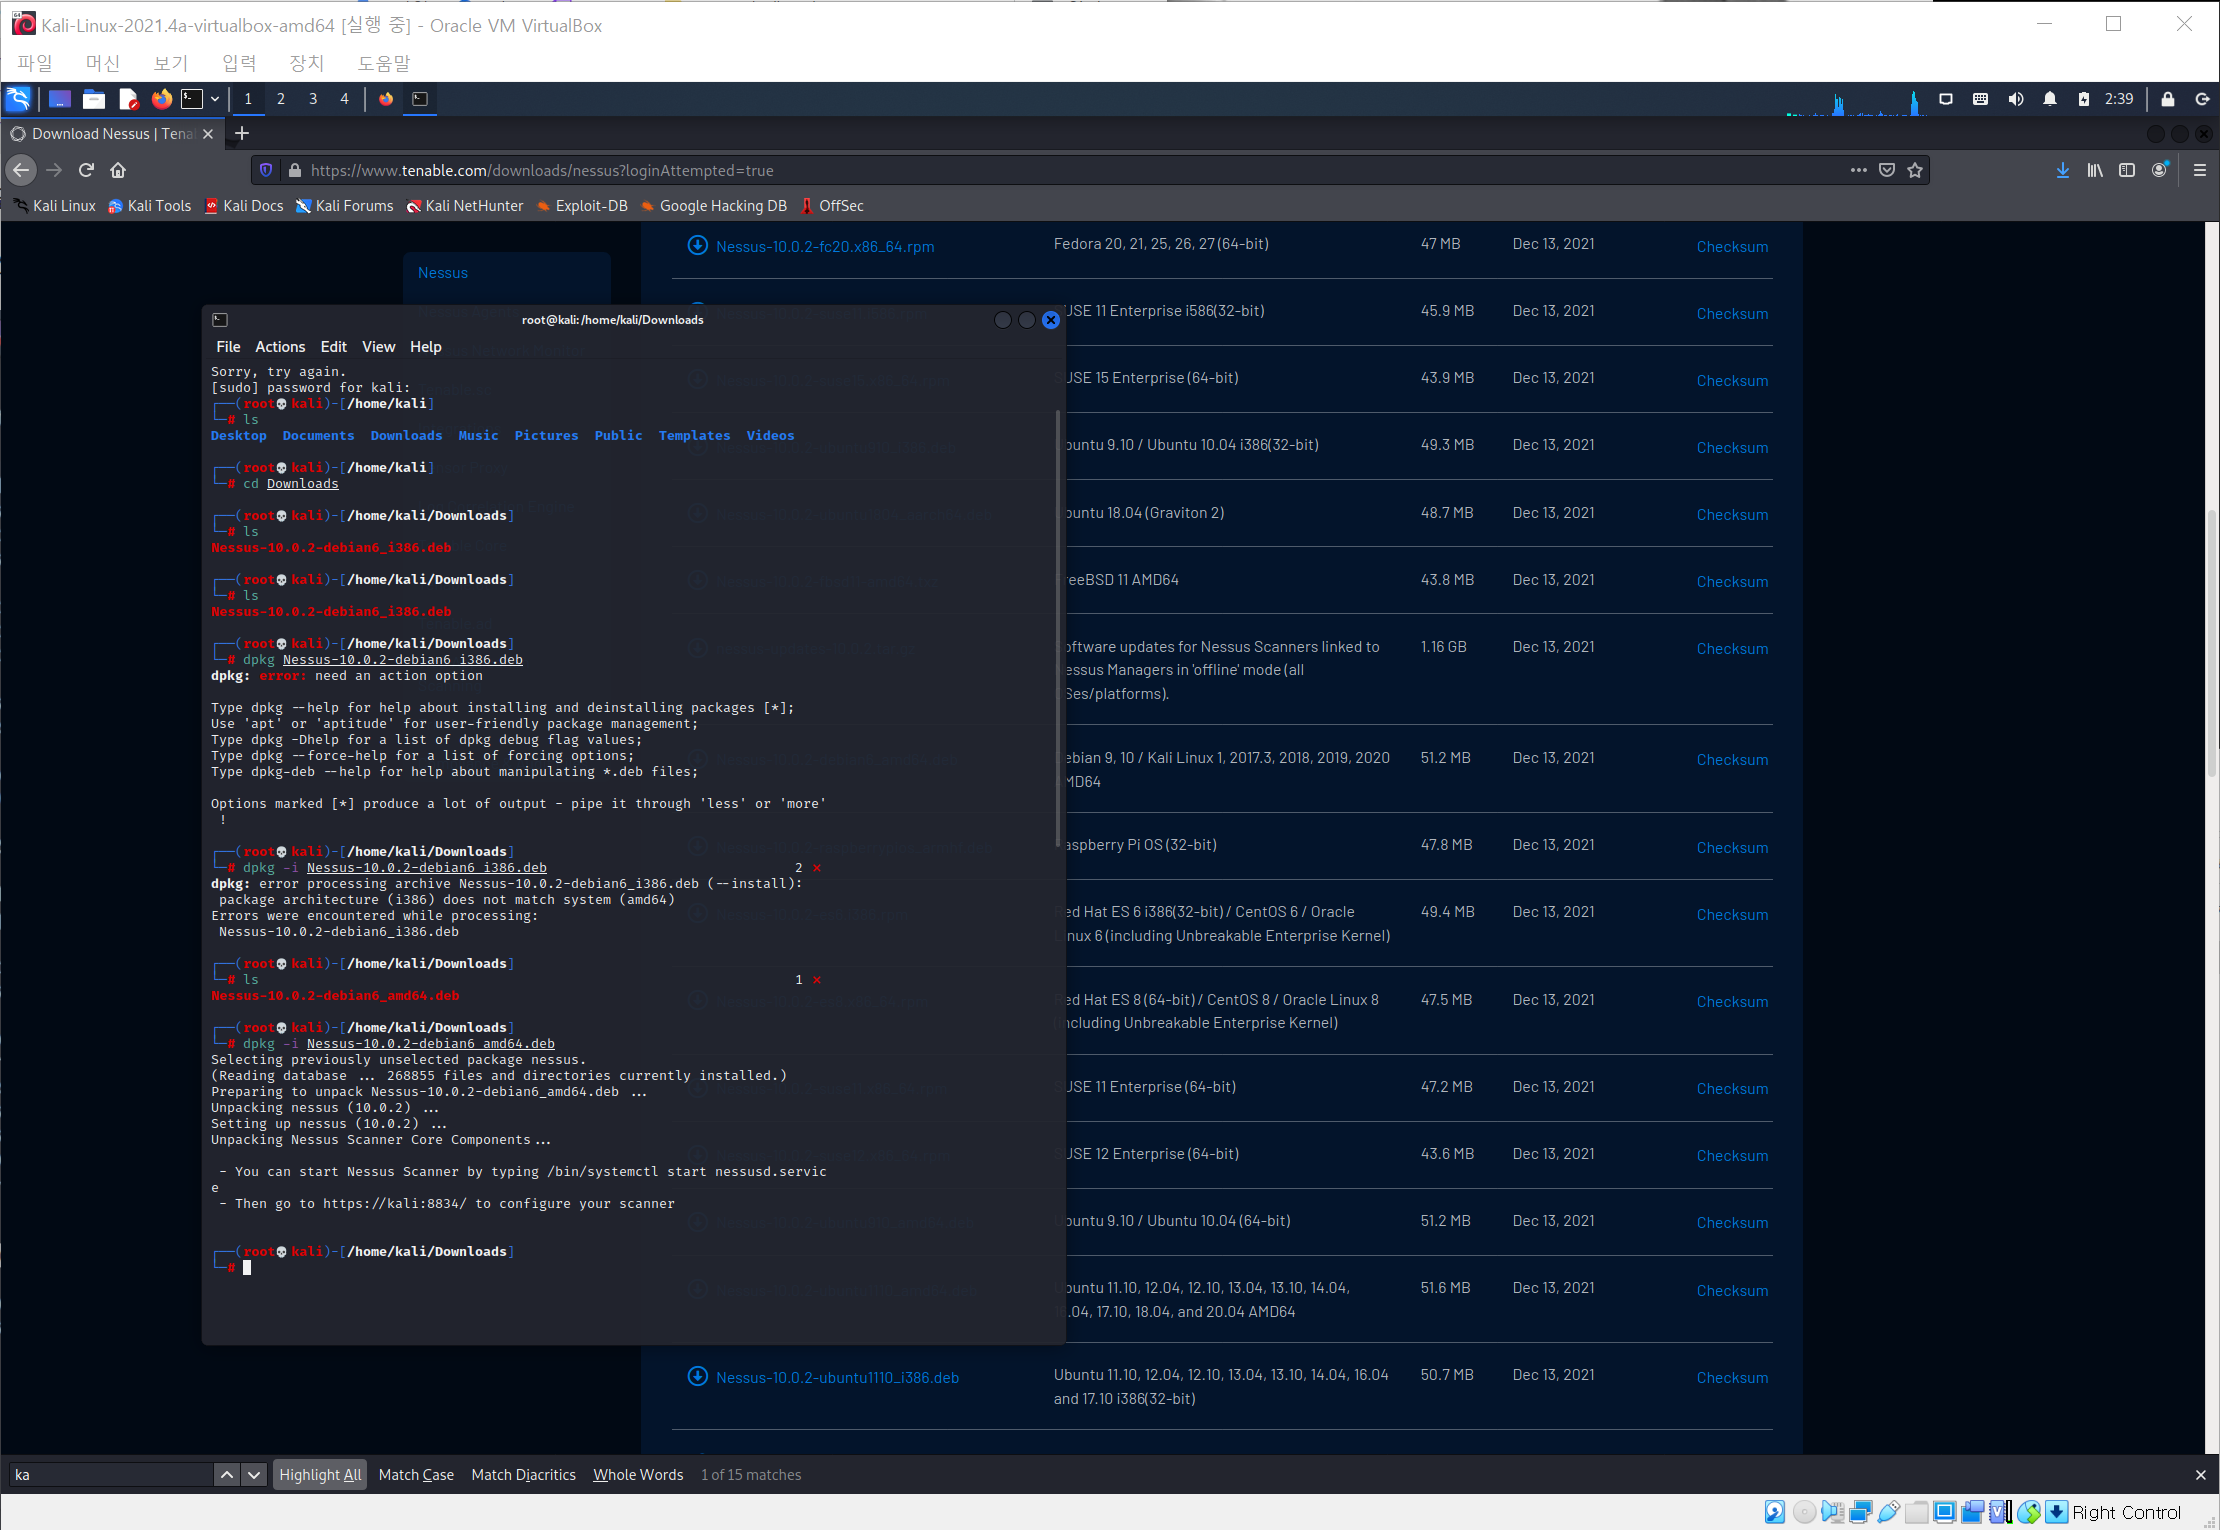 Kali-Linux-2021.4a-virtualbox-amd64 [실행 중] - Oracle VM VirtualBox
파일 머신 보기 입력 장치 도움말
1 2 3 4 2:39
Download Nessus | Tena
https://www.tenable.com/downloads/nessus?loginAttempted=true
Kali Linux Kali Tools Kali Docs Kali Forums Kali NetHunter Exploit-DB Google Hacking DB OffSec
Nessus
Nessus-10.0.2-fc20.x86_64.rpm Fedora 20, 21, 25, 26, 27 (64-bit) 47 MB Dec 13, 2021 Checksum
USE 11 Enterprise i586(32-bit) 45.9 MB Dec 13, 2021 Checksum
USE 15 Enterprise (64-bit) 43.9 MB Dec 13, 2021 Checksum
buntu 9.10 / Ubuntu 10.04 i386(32-bit) 49.3 MB Dec 13, 2021 Checksum
buntu 18.04 (Graviton 2) 48.7 MB Dec 13, 2021 Checksum
reeBSD 11 AMD64 43.8 MB Dec 13, 2021 Checksum
oftware updates for Nessus Scanners linked to 1.16 GB Dec 13, 2021 Checksum
essus Managers in 'offline' mode (all
Ses/platforms).
ebian 9, 10 / Kali Linux 1, 2017.3, 2018, 2019, 2020 51.2 MB Dec 13, 2021 Checksum
MD64
aspberry Pi OS (32-bit) 47.8 MB Dec 13, 2021 Checksum
ed Hat ES 6 i386(32-bit) / CentOS 6 / Oracle 49.4 MB Dec 13, 2021 Checksum
nux 6 (including Unbreakable Enterprise Kernel)
ed Hat ES 8 (64-bit) / CentOS 8 / Oracle Linux 8 47.5 MB Dec 13, 2021 Checksum
ncluding Unbreakable Enterprise Kernel)
USE 11 Enterprise (64-bit) 47.2 MB Dec 13, 2021 Checksum
USE 12 Enterprise (64-bit) 43.6 MB Dec 13, 2021 Checksum
buntu 9.10 / Ubuntu 10.04 (64-bit) 51.2 MB Dec 13, 2021 Checksum
buntu 11.10, 12.04, 12.10, 13.04, 13.10, 14.04, 51.6 MB Dec 13, 2021 Checksum
.04, 17.10, 18.04, and 20.04 AMD64
Nessus-10.0.2-ubuntu1110_i386.deb Ubuntu 11.10, 12.04, 12.10, 13.04, 13.10, 14.04, 16.04 50.7 MB Dec 13, 2021 Checksum
and 17.10 i386(32-bit)
root@kali:/home/kali/Downloads
File Actions Edit View Help
Sorry, try again.
[sudo] password for kali:
┌──(root💀kali)-[/home/kali]
└─# ls
Desktop Documents Downloads Music Pictures Public Templates Videos
┌──(root💀kali)-[/home/kali]
└─# cd Downloads
┌──(root💀kali)-[/home/kali/Downloads]
└─# ls
Nessus-10.0.2-debian6_i386.deb
┌──(root💀kali)-[/home/kali/Downloads]
└─# ls
Nessus-10.0.2-debian6_i386.deb
┌──(root💀kali)-[/home/kali/Downloads]
└─# dpkg Nessus-10.0.2-debian6_i386.deb
dpkg: error: need an action option
Type dpkg --help for help about installing and deinstalling packages [*];
Use 'apt' or 'aptitude' for user-friendly package management;
Type dpkg -Dhelp for a list of dpkg debug flag values;
Type dpkg --force-help for a list of forcing options;
Type dpkg-deb --help for help about manipulating *.deb files;
Options marked [*] produce a lot of output - pipe it through 'less' or 'more'
!
┌──(root💀kali)-[/home/kali/Downloads]
└─# dpkg -i Nessus-10.0.2-debian6_i386.deb 2 ⨯
dpkg: error processing archive Nessus-10.0.2-debian6_i386.deb (--install):
package architecture (i386) does not match system (amd64)
Errors were encountered while processing:
Nessus-10.0.2-debian6_i386.deb
┌──(root💀kali)-[/home/kali/Downloads]
└─# ls 1 ⨯
Nessus-10.0.2-debian6_amd64.deb
┌──(root💀kali)-[/home/kali/Downloads]
└─# dpkg -i Nessus-10.0.2-debian6_amd64.deb
Selecting previously unselected package nessus.
(Reading database ... 268855 files and directories currently installed.)
Preparing to unpack Nessus-10.0.2-debian6_amd64.deb ...
Unpacking nessus (10.0.2) ...
Setting up nessus (10.0.2) ...
Unpacking Nessus Scanner Core Components...
- You can start Nessus Scanner by typing /bin/systemctl start nessusd.servic
e
- Then go to https://kali:8834/ to configure your scanner
┌──(root💀kali)-[/home/kali/Downloads]
└─#
ka Highlight All Match Case Match Diacritics Whole Words 1 of 15 matches
Right Control